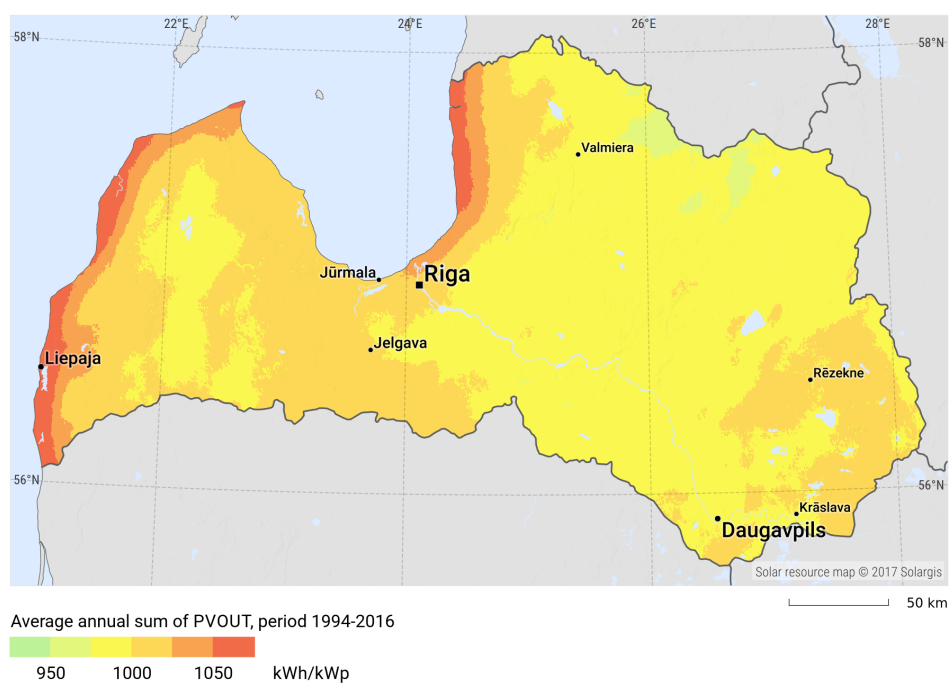 22°E 24°E 26°E 28°E
58°N 58°N
Valmiera
Jūrmala Riga
Jelgava
Liepaja
Rēzekne
56°N 56°N
Krāslava
Daugavpils
Solar resource map © 2017 Solargis
50 km
Average annual sum of PVOUT, period 1994-2016
950 1000 1050 kWh/kWp